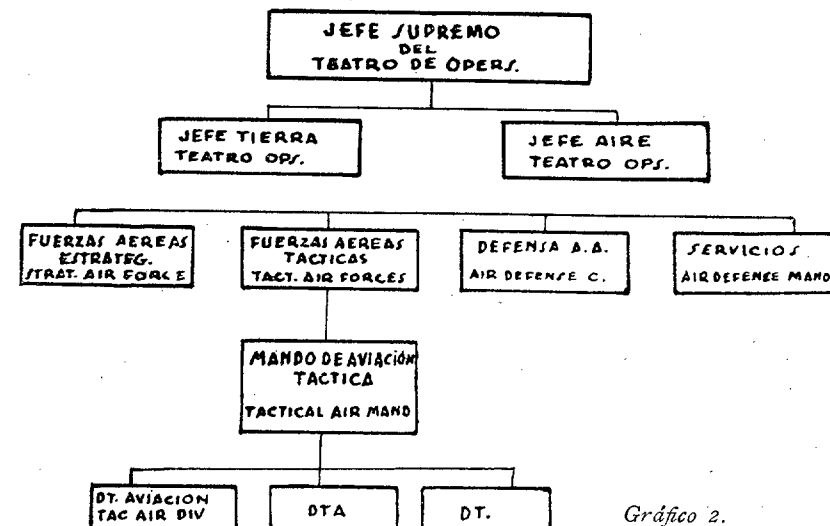 JEFE SUPREMO
DEL
TEATRO DE OPERS.
JEFE TIERRA
TEATRO OPS.
JEFE AIRE
TEATRO OPS.
FUERZAS AEREAS
ESTRATEG.
STRAT. AIR FORCE
FUERZAS AEREAS
TACTICAS
TACT. AIR FORCES
DEFENSA A.A.
AIR DEFENSE C.
SERVICIOS.
AIR DEFENSE MAND
MANDO DE AVIACIÓN
TACTICA
TACTICAL AIR MAND
DT. AVIACION
TAC AIR DIV
DTA
DT.
Gráfico 2.